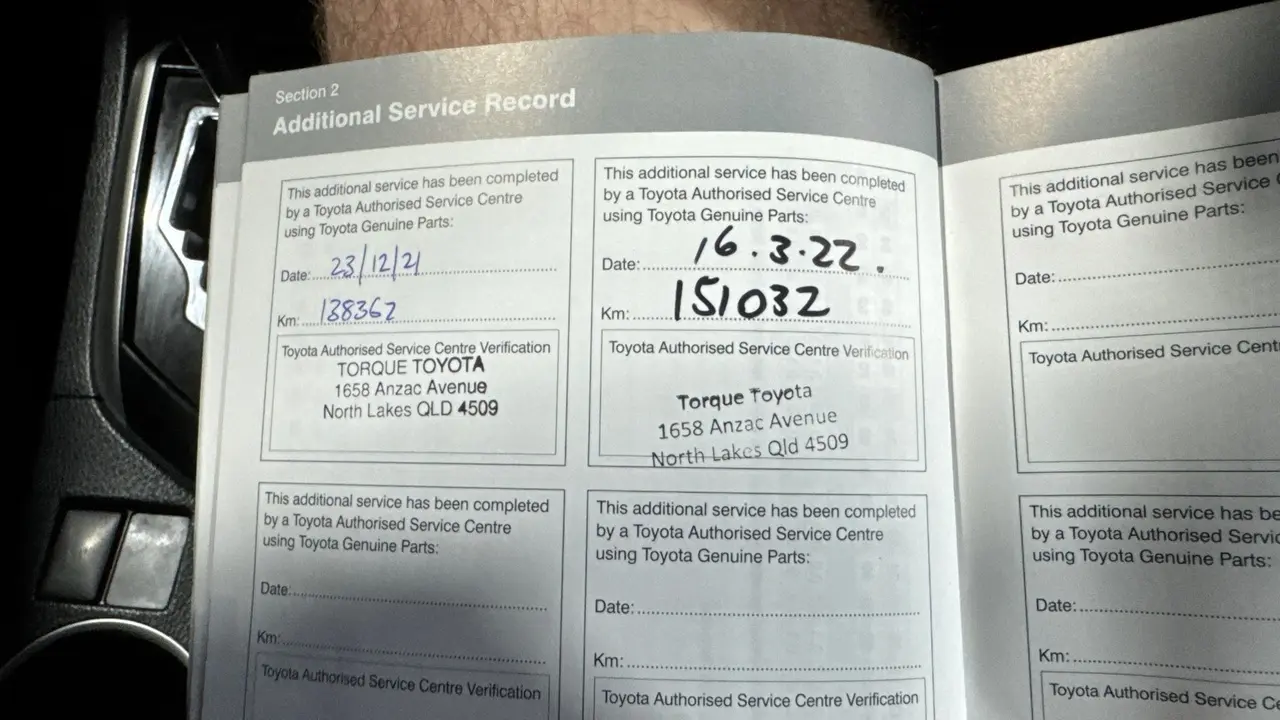 Section 2
Additional Service Record
This additional service has been completed
by a Toyota Authorised Service Centre
using Toyota Genuine Parts:
Date: 23/12/21
Km: 138362
Toyota Authorised Service Centre Verification
TORQUE TOYOTA
1658 Anzac Avenue
North Lakes QLD 4509
This additional service has been completed
by a Toyota Authorised Service Centre
using Toyota Genuine Parts:
Date: 16.3.22.
Km: 151032
Toyota Authorised Service Centre Verification
Torque Toyota
1658 Anzac Avenue
North Lakes Qld 4509
This additional service has been completed
by a Toyota Authorised Service Centre
using Toyota Genuine Parts:
Date:
Km:
Toyota Authorised Service Centre Verification
This additional service has been completed
by a Toyota Authorised Service Centre
using Toyota Genuine Parts:
Date:
Km:
Toyota Authorised Service Centre Verification
This additional service has been
by a Toyota Authorised Service
using Toyota Genuine Parts:
Date:
Km:
Toyota Authorised Service
This additional service has
by a Toyota Authorised
using Toyota Genuine Parts:
Date:
Km:
Toyota Authorised Service